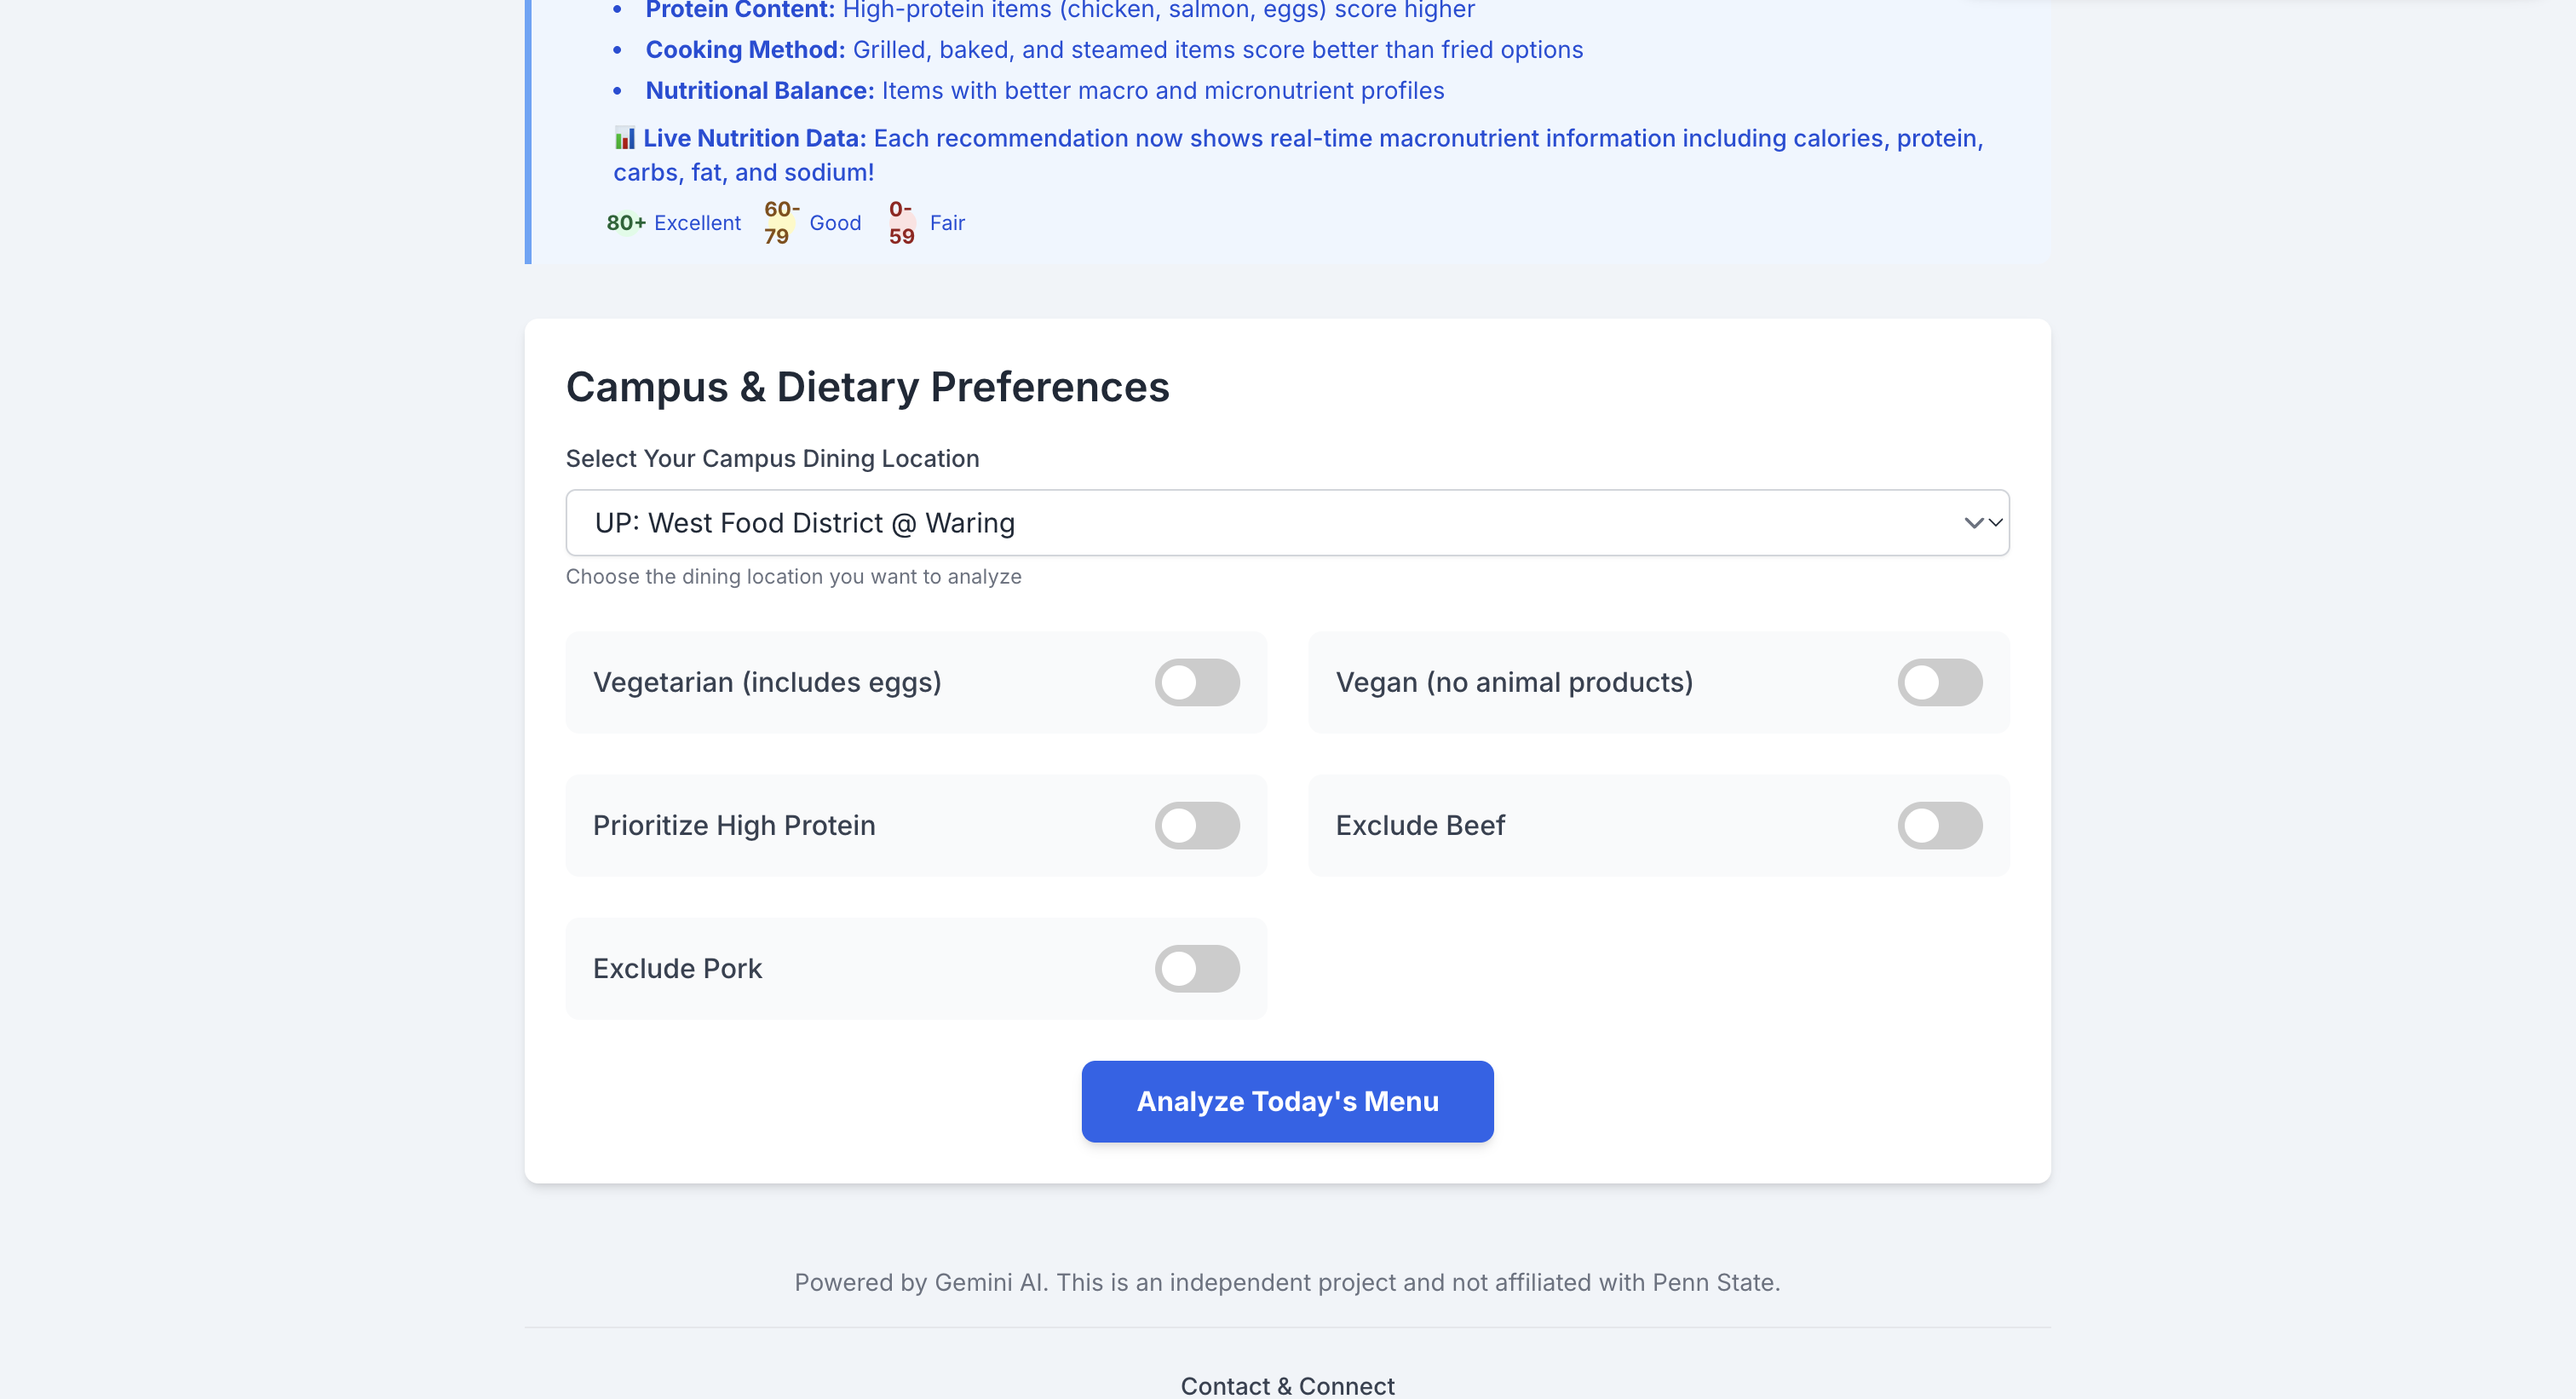 • Protein Content: High-protein items (chicken, salmon, eggs) score higher
• Cooking Method: Grilled, baked, and steamed items score better than fried options
• Nutritional Balance: Items with better macro and micronutrient profiles
📊 Live Nutrition Data: Each recommendation now shows real-time macronutrient information including calories, protein,
carbs, fat, and sodium!
80+ Excellent 60-79 Good 0-59 Fair
Campus & Dietary Preferences
Select Your Campus Dining Location
UP: West Food District @ Waring
Choose the dining location you want to analyze
Vegetarian (includes eggs)
Vegan (no animal products)
Prioritize High Protein
Exclude Beef
Exclude Pork
Analyze Today's Menu
Powered by Gemini AI. This is an independent project and not affiliated with Penn State.
Contact & Connect